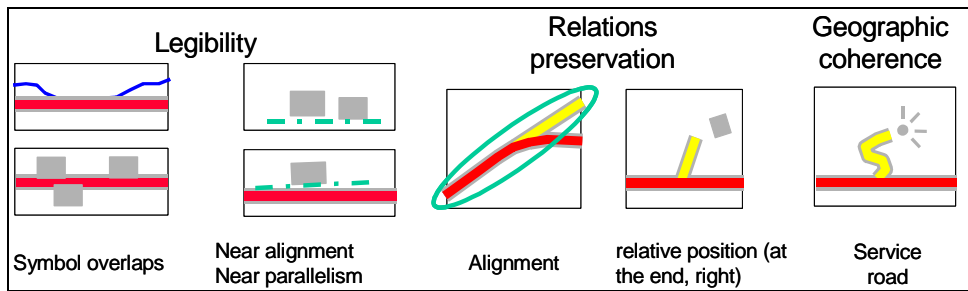 Legibility
Relations
preservation
Geographic
coherence
Symbol overlaps
Near alignment
Near parallelism
Alignment
relative position (at
the end, right)
Service
road